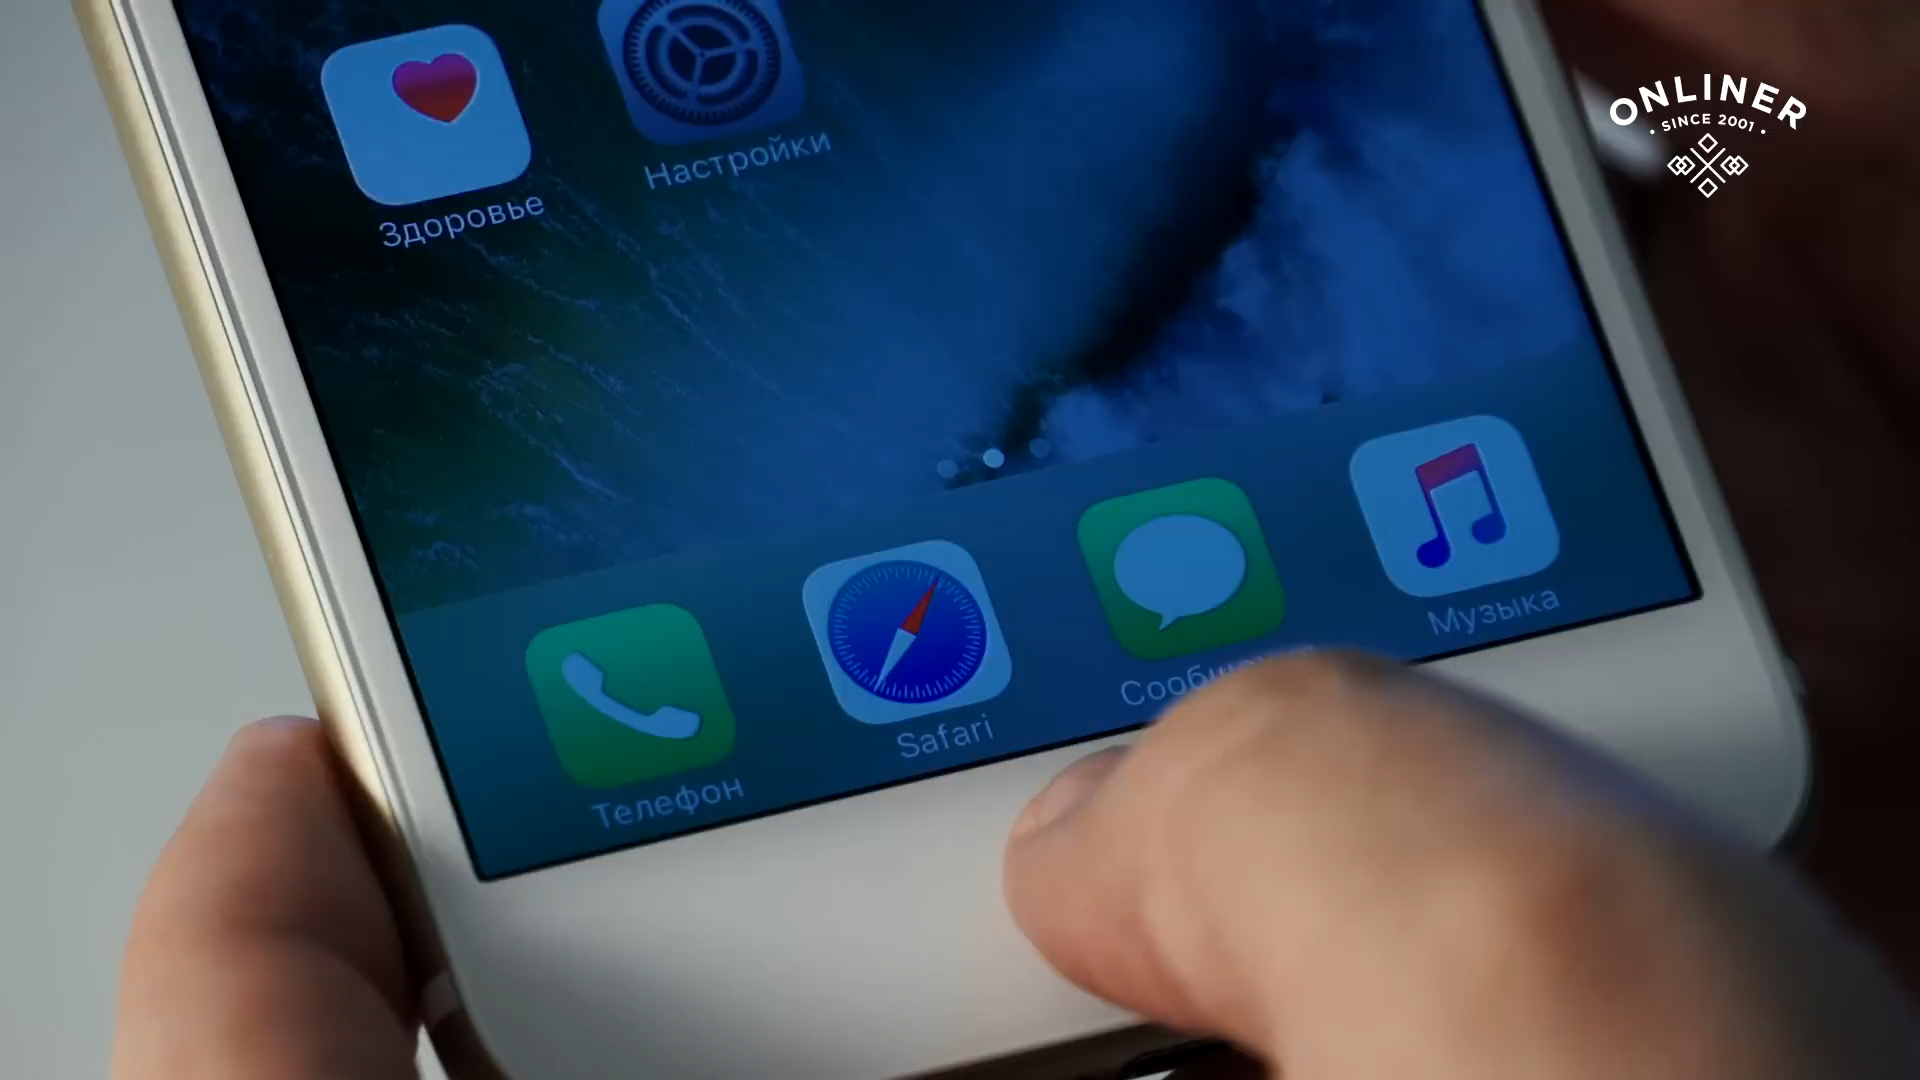 ONLINER
SINCE 2001
Настройки
Здоровье
Музыка
Safari
Телефон